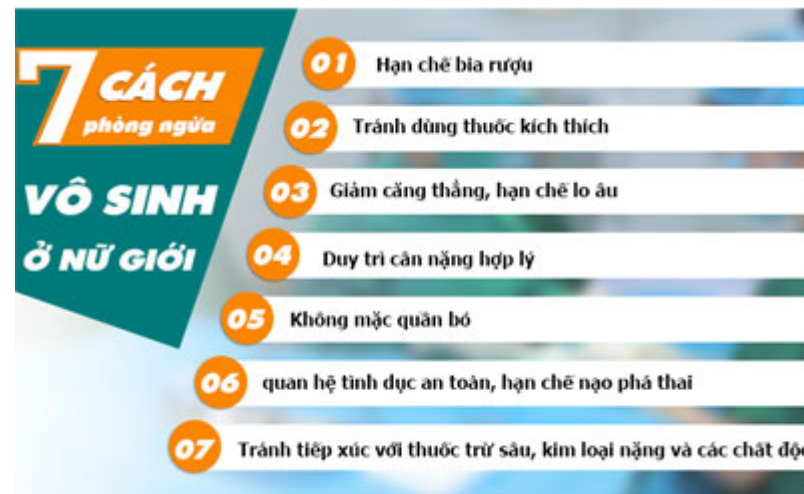 7 CÁCH
phòng ngừa
VÔ SINH
Ở NỮ GIỚI
01 Hạn chế bia rượu
02 Tránh dùng thuốc kích thích
03 Giảm căng thẳng, hạn chế lo âu
04 Duy trì cân nặng hợp lý
05 Không mặc quần bó
06 quan hệ tình dục an toàn, hạn chế nạo phá thai
07 Tránh tiếp xúc với thuốc trừ sâu, kim loại nặng và các chất độc